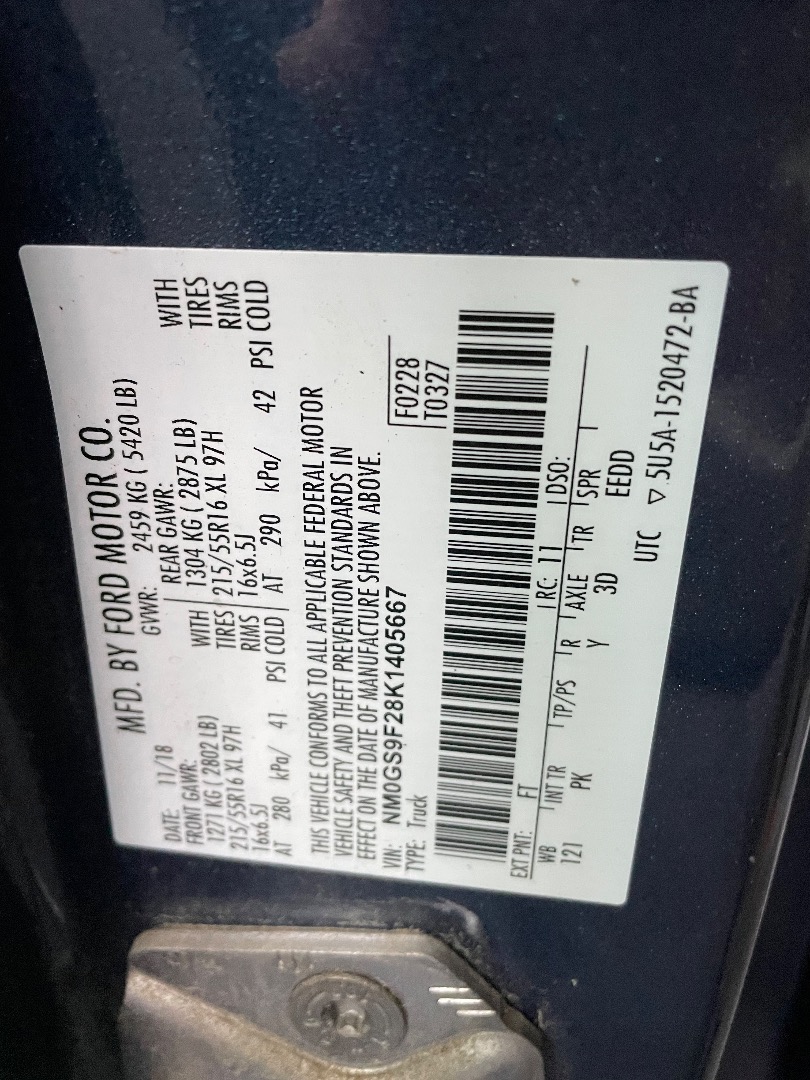 MFD. BY FORD MOTOR CO.
DATE: 11/18 GVWR: 2459 KG ( 5420 LB)
FRONT GAWR: REAR GAWR:
1271 KG ( 2802 LB) WITH 1304 KG ( 2875 LB) WITH
215/55R16 XL 97H TIRES 215/55R16 XL 97H TIRES
16x6.5J RIMS 16x6.5J RIMS
AT 280 kPa/ 41 PSI COLD AT 290 kPa/ 42 PSI COLD
THIS VEHICLE CONFORMS TO ALL APPLICABLE FEDERAL MOTOR
VEHICLE SAFETY AND THEFT PREVENTION STANDARDS IN
EFFECT ON THE DATE OF MANUFACTURE SHOWN ABOVE.
VIN: NM0GS9F28K1405667 F0228
TYPE: Truck T0327
EXT PNT: FT RC: 11 DSO:
WB INT TR TP/PS R AXLE TR SPR
121 PK Y 3D EEDD
UTC ▽ 5U5A-1520472-BA